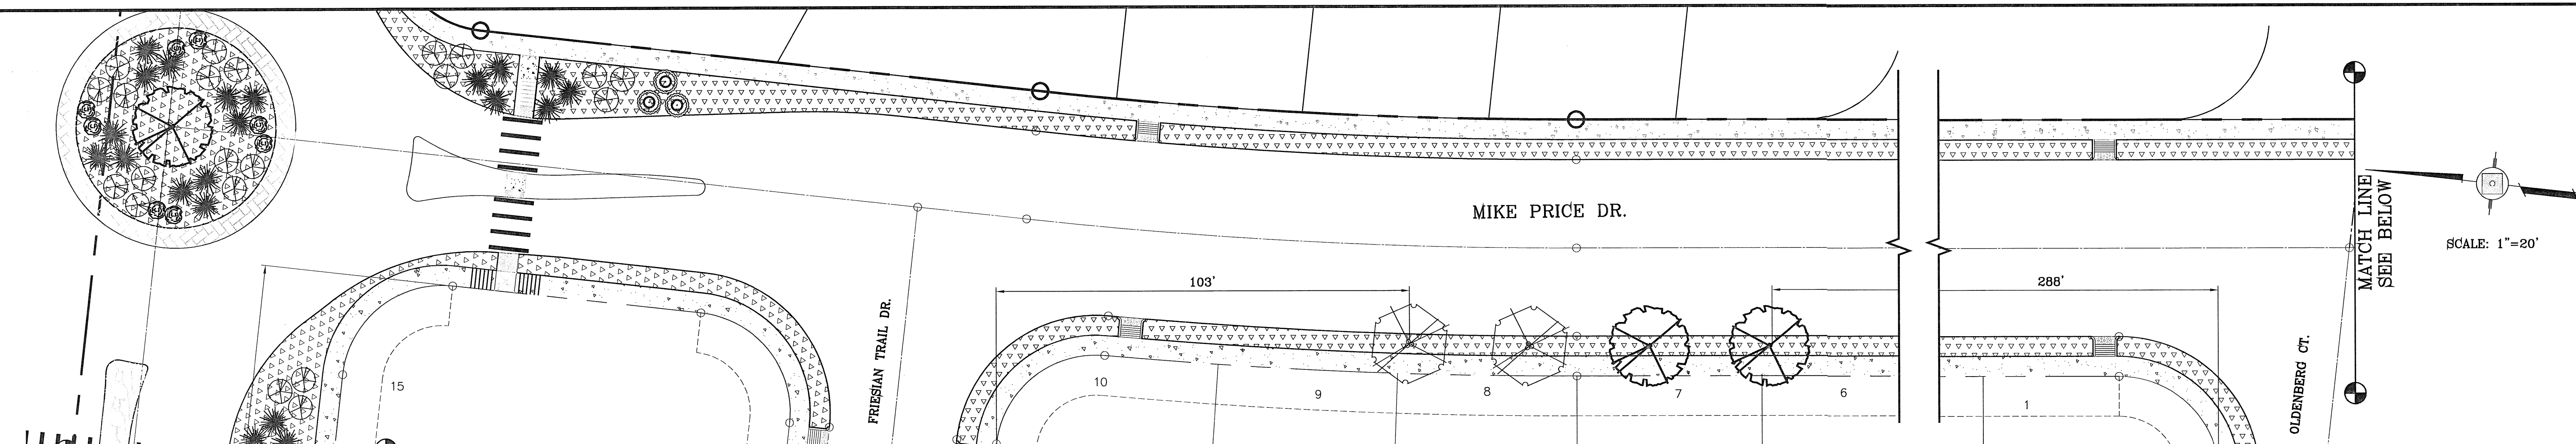 MIKE PRICE DR.
MATCH LINE
SEE BELOW
SCALE: 1"=20'
103'
288'
FRIESIAN TRAIL DR.
OLDENBERG CT.
15
10
9
8
7
6
1